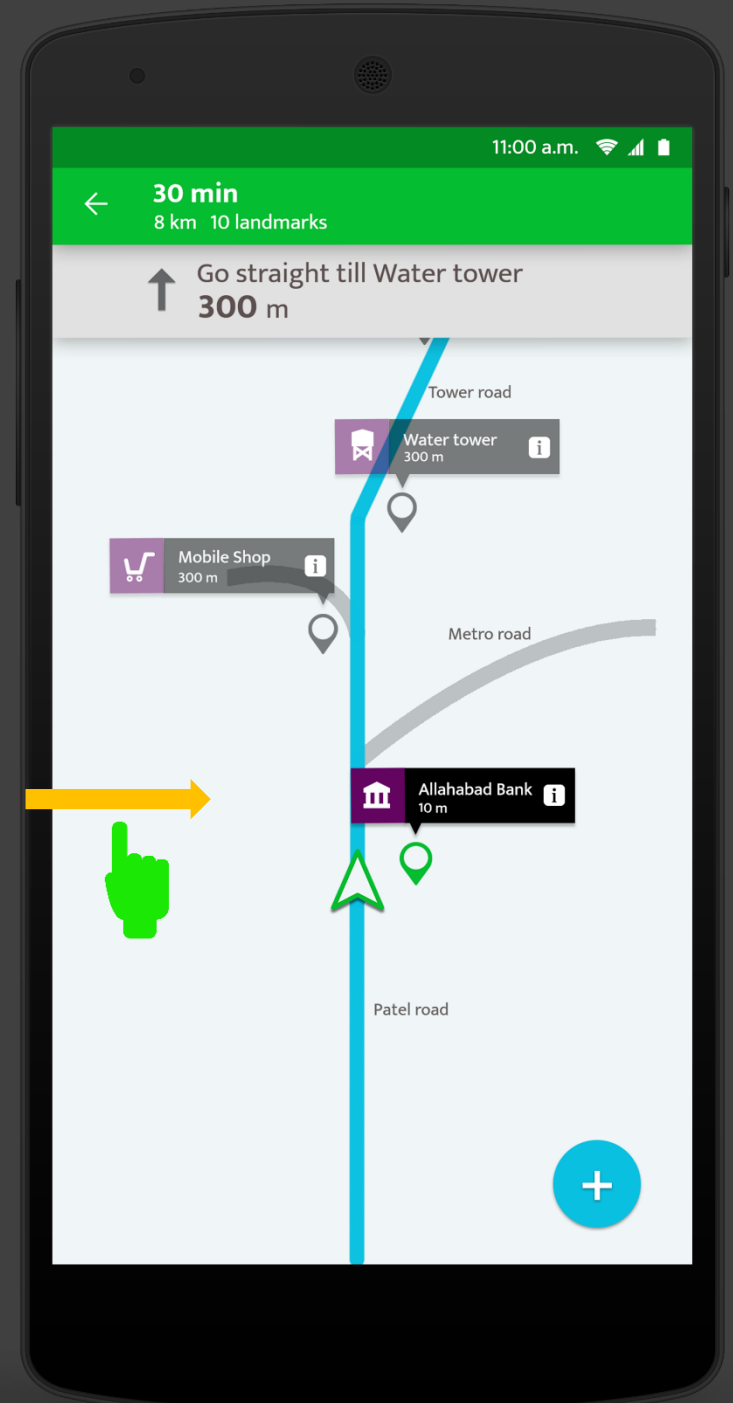 11:00 a.m.
30 min
8 km 10 landmarks
Go straight till Water tower
300 m
Tower road
Water tower
300 m
i
Mobile Shop
300 m
i
Metro road
Allahabad Bank
10 m
i
Patel road
+